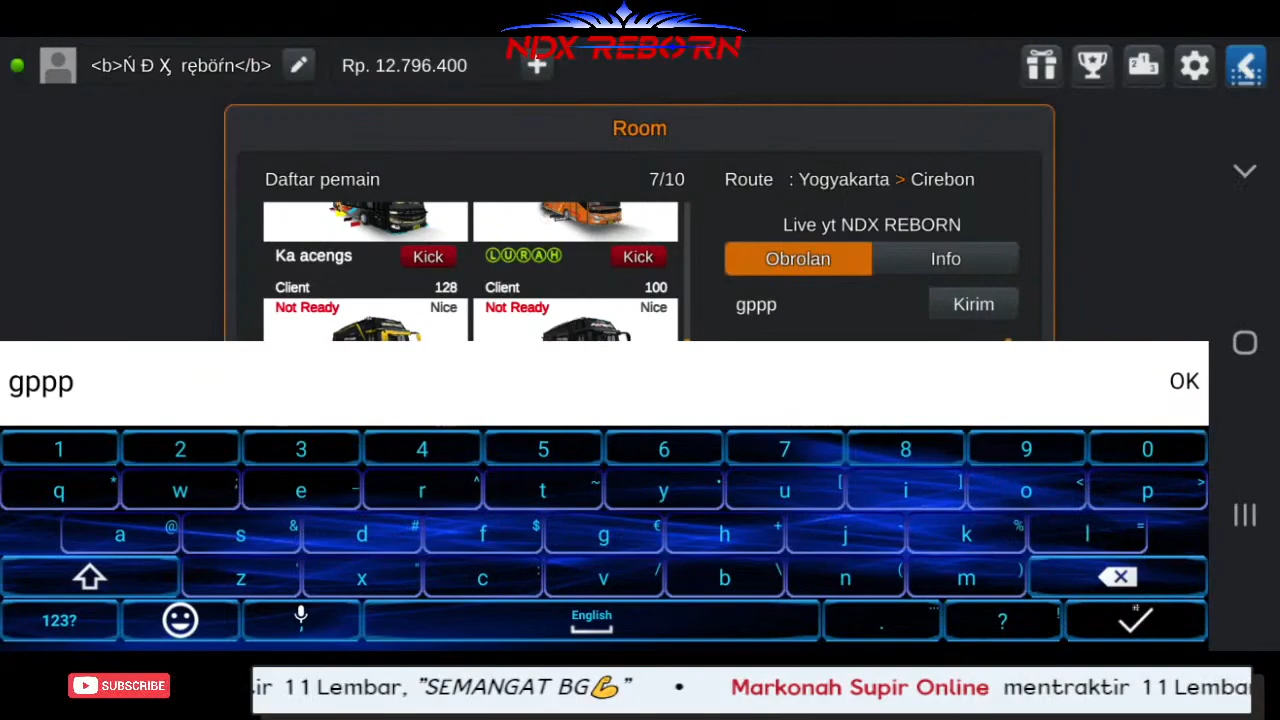 NDX REBORN
<b>Ń Đ Ҳ ręböŕn</b>
Rp. 12.796.400
Room
Daftar pemain 7/10
Route : Yogyakarta > Cirebon
Live yt NDX REBORN
Ka acengs Kick
ⓁⓊⓇⒶⒽ Kick
Obrolan Info
Client 128
Client 100
Not Ready Nice
Not Ready Nice
gppp Kirim
gppp OK
1 2 3 4 5 6 7 8 9 0
q * w ; e _ r ^ t ~ y • u [ i ] o < p >
a @ s & d # f $ g € h + j - k % l =
z ' x * c : v / b \ n ( m )
123? , English . ... ? !
SUBSCRIBE
ir 11 Lembar, "SEMANGAT BG💪" • Markonah Supir Online mentraktir 11 Lemba